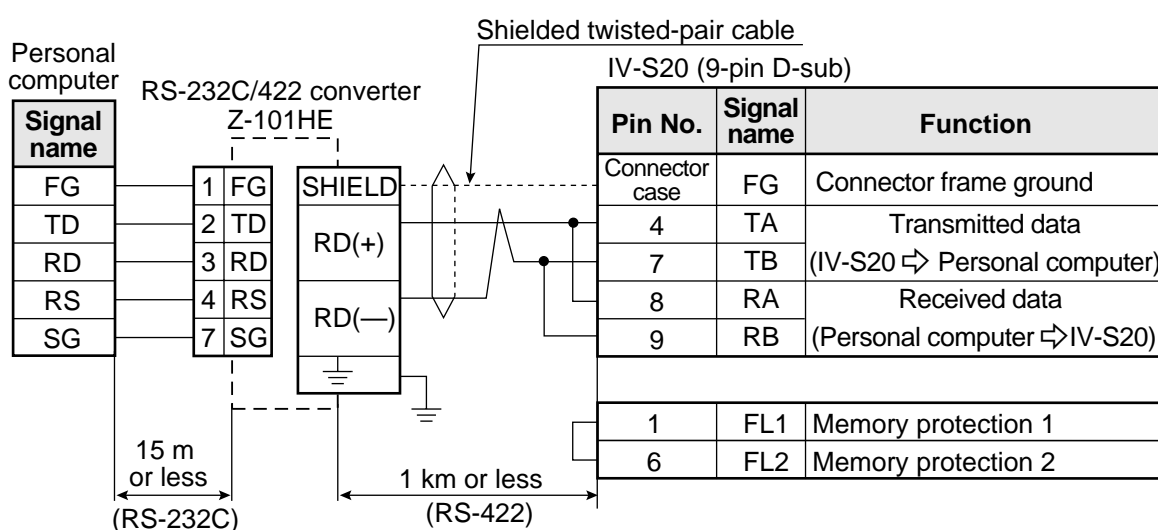 Shielded twisted-pair cable
Personal
computer
RS-232C/422 converter
Z-101HE
IV-S20 (9-pin D-sub)
Signal
name
FG
TD
RD
RS
SG
1 FG
2 TD
3 RD
4 RS
7 SG
SHIELD
RD(+)
RD(—)
Pin No. Signal name Function
Connector case FG Connector frame ground
4 TA Transmitted data
7 TB (IV-S20 ⇨ Personal computer)
8 RA Received data
9 RB (Personal computer ⇨IV-S20)
1 FL1 Memory protection 1
6 FL2 Memory protection 2
15 m
or less
(RS-232C)
1 km or less
(RS-422)